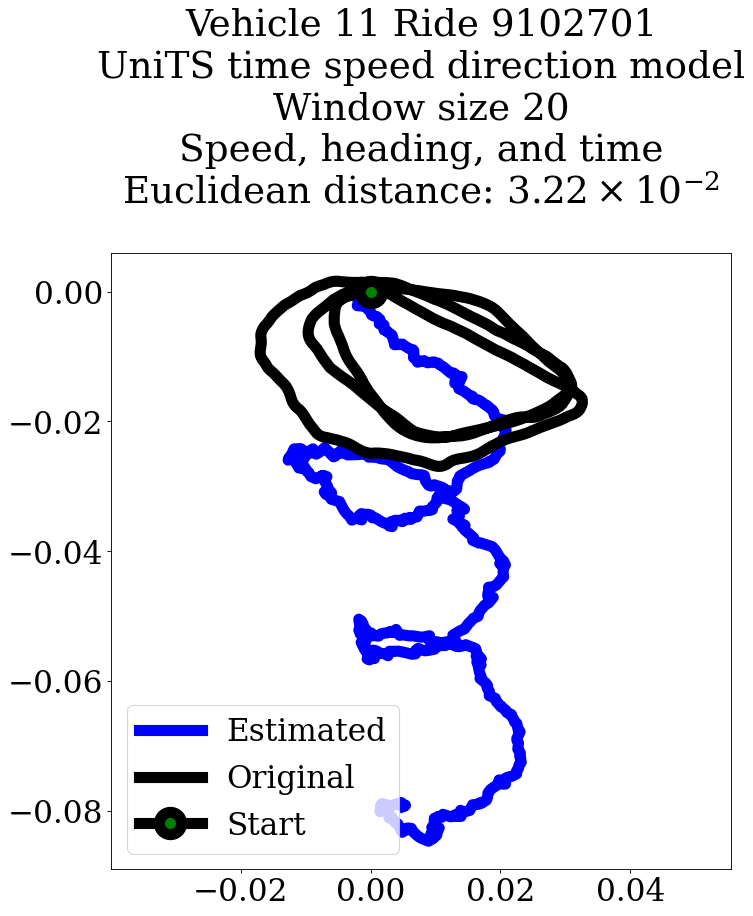 Vehicle 11 Ride 9102701
UniTS time speed direction model
Window size 20
Speed, heading, and time
Euclidean distance: 3.22 × 10⁻²
0.00
−0.02
−0.04
−0.06
−0.08
Estimated
Original
Start
−0.02 0.00 0.02 0.04